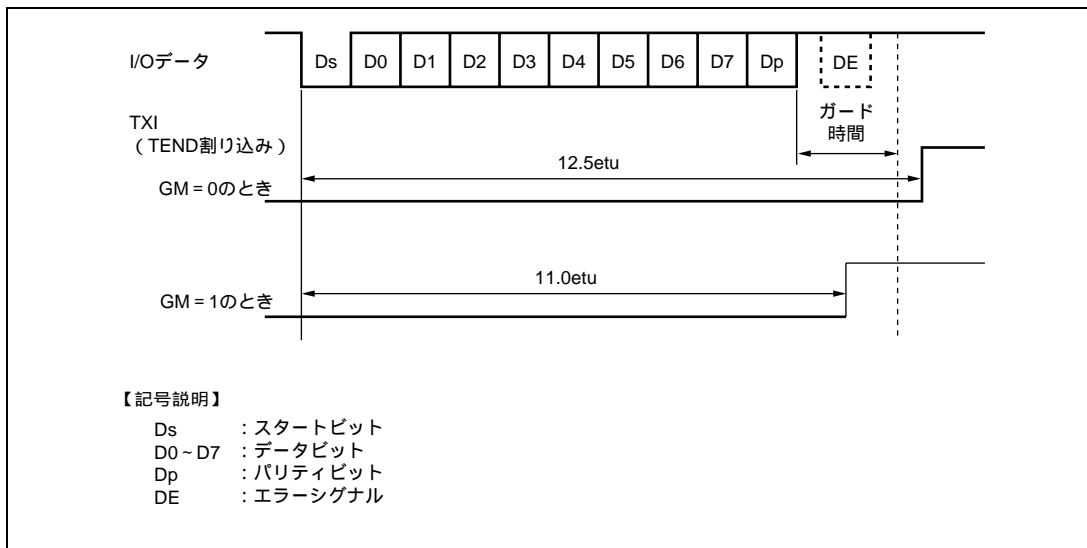 I/Oデータ Ds D0 D1 D2 D3 D4 D5 D6 D7 Dp DE
ガード
時間
TXI
（TEND割り込み）
12.5etu
GM = 0のとき
11.0etu
GM = 1のとき
【記号説明】
Ds ：スタートビット
D0～D7 ：データビット
Dp ：パリティビット
DE ：エラーシグナル